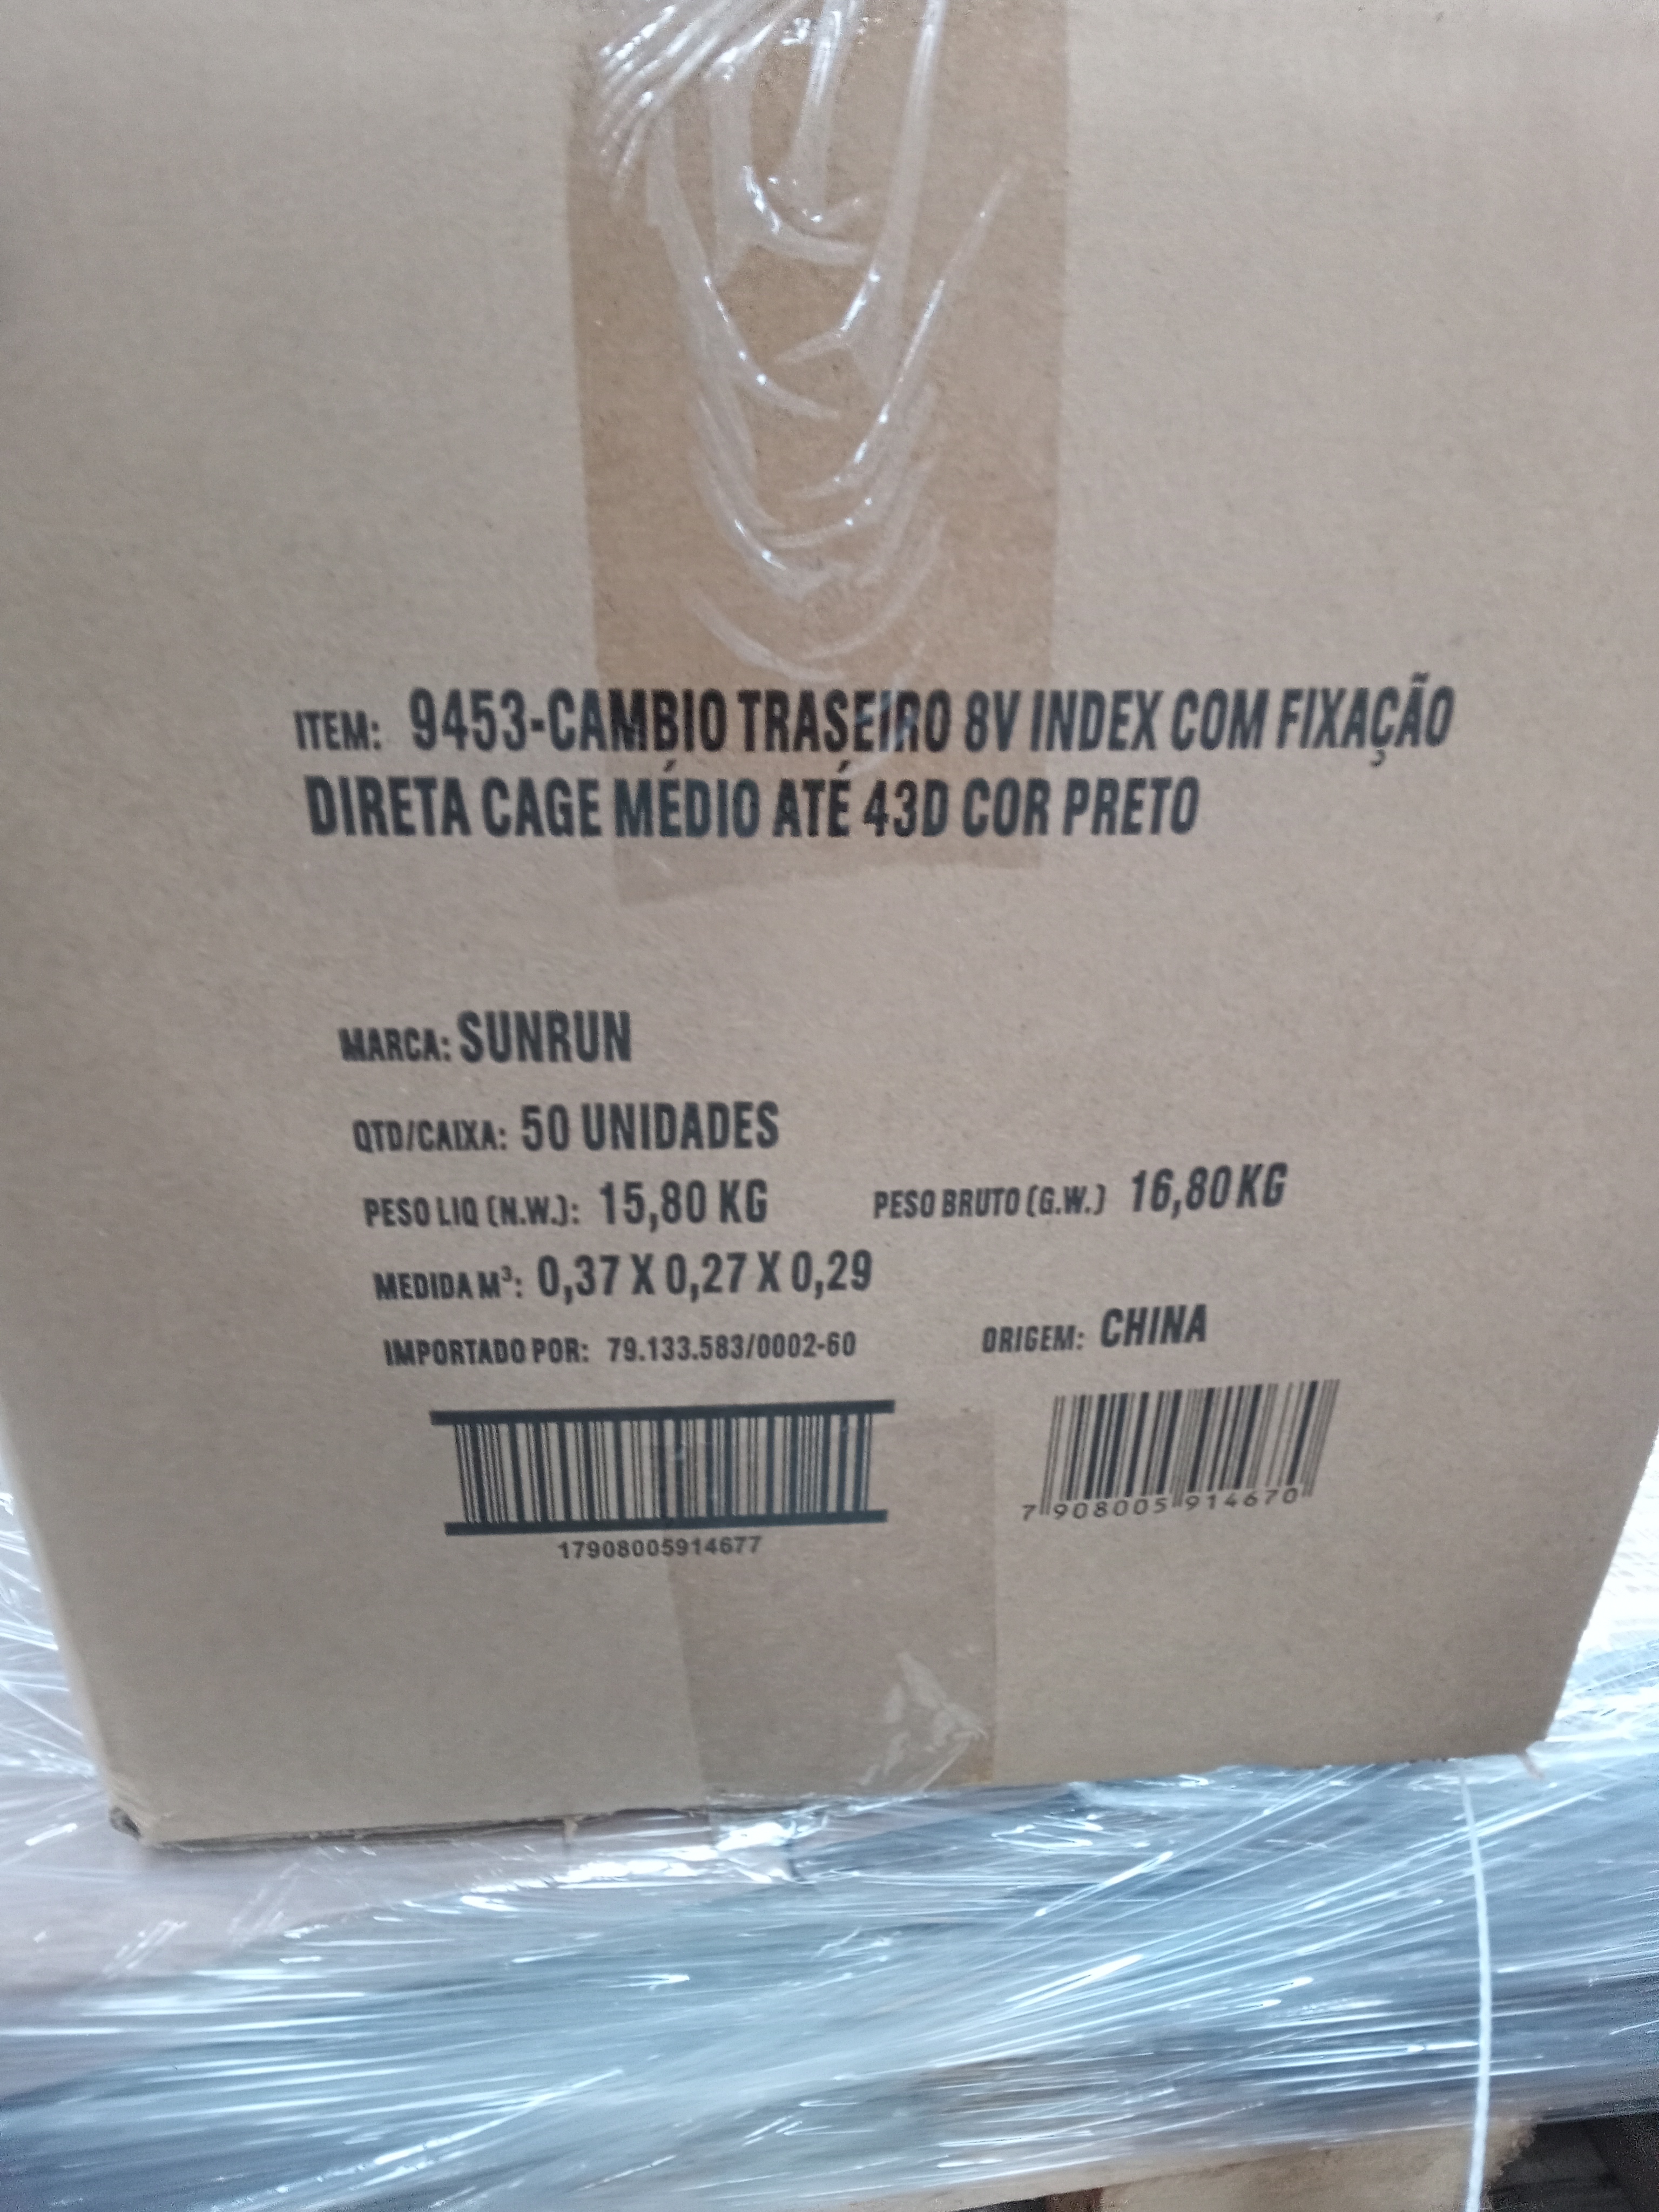 ITEM: 9453-CAMBIO TRASEIRO 8V INDEX COM FIXAÇÃO
DIRETA CAGE MÉDIO ATÉ 43D COR PRETO
MARCA: SUNRUN
QTD/CAIXA: 50 UNIDADES
PESO LIQ (N.W.): 15,80 KG PESO BRUTO (G.W.) 16,80 KG
MEDIDA M³: 0,37 X 0,27 X 0,29
IMPORTADO POR: 79.133.583/0002-60 ORIGEM: CHINA
17908005914677
7 908005 914670